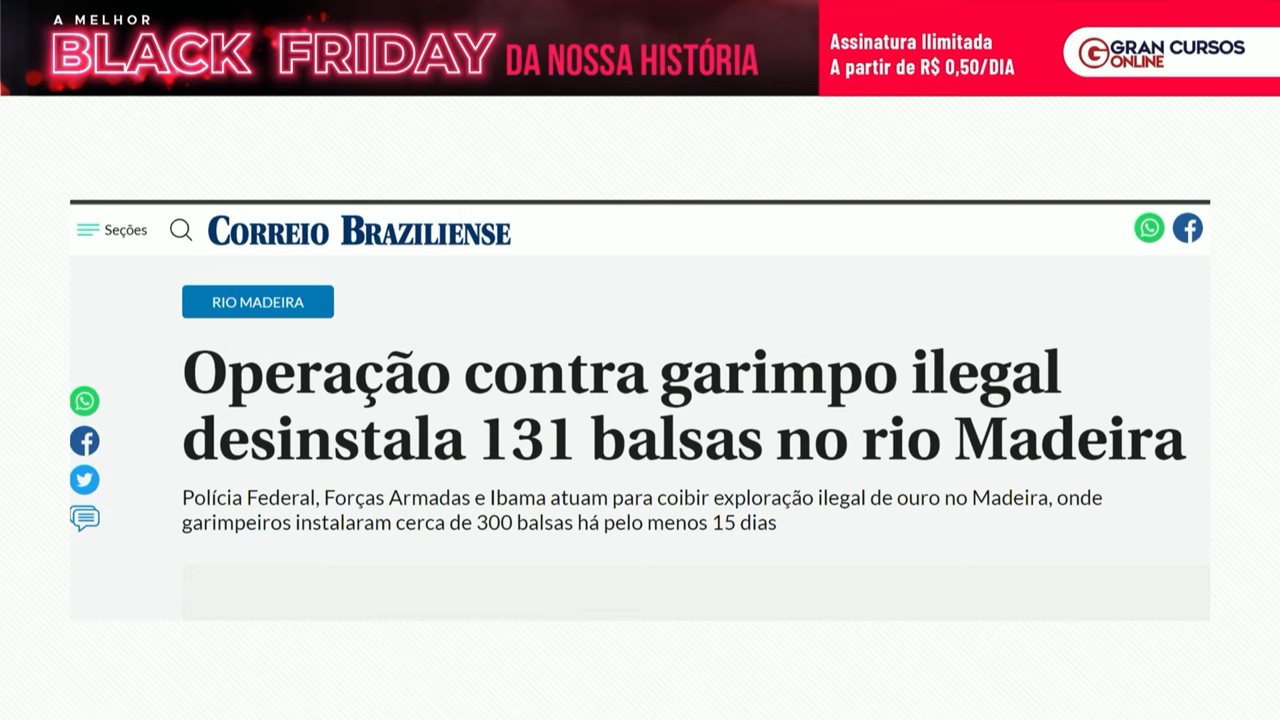 A MELHOR
BLACK FRIDAY DA NOSSA HISTÓRIA
Assinatura Ilimitada
A partir de R$ 0,50/DIA
GRAN CURSOS
ONLINE
Seções
CORREIO BRAZILIENSE
RIO MADEIRA
Operação contra garimpo ilegal
desinstala 131 balsas no rio Madeira
Polícia Federal, Forças Armadas e Ibama atuam para coibir exploração ilegal de ouro no Madeira, onde
garimpeiros instalaram cerca de 300 balsas há pelo menos 15 dias